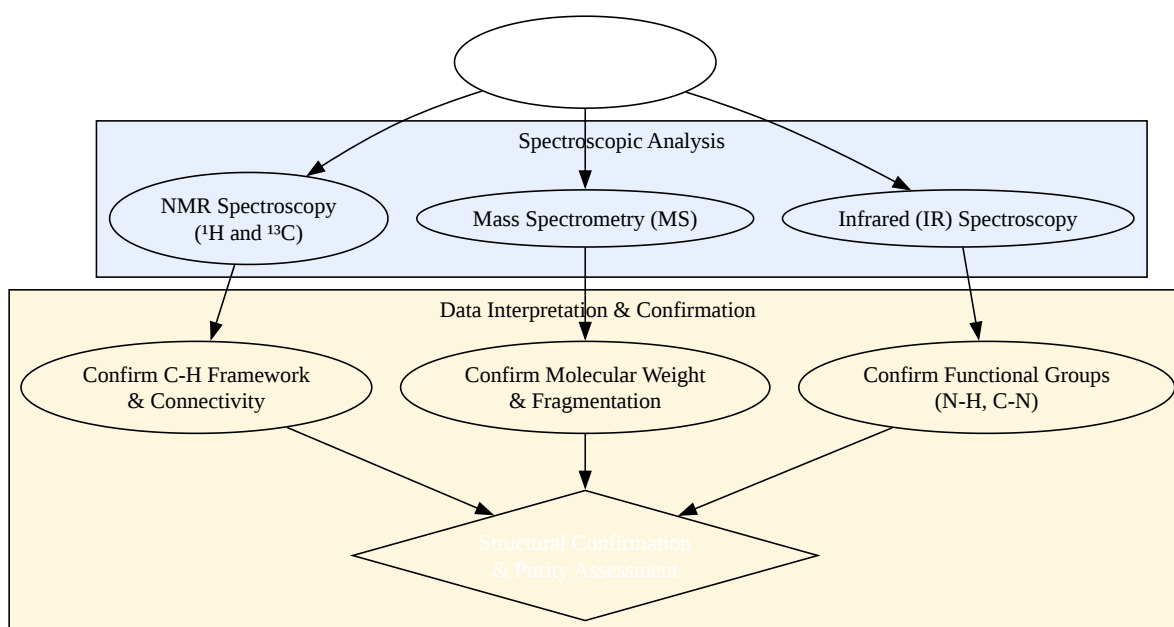 Spectroscopic Analysis
NMR Spectroscopy
(¹H and ¹³C)
Mass Spectrometry (MS)
Infrared (IR) Spectroscopy
Data Interpretation & Confirmation
Confirm C-H Framework
& Connectivity
Confirm Molecular Weight
& Fragmentation
Confirm Functional Groups
(N-H, C-N)
Structural Confirmation
& Purity Assessment